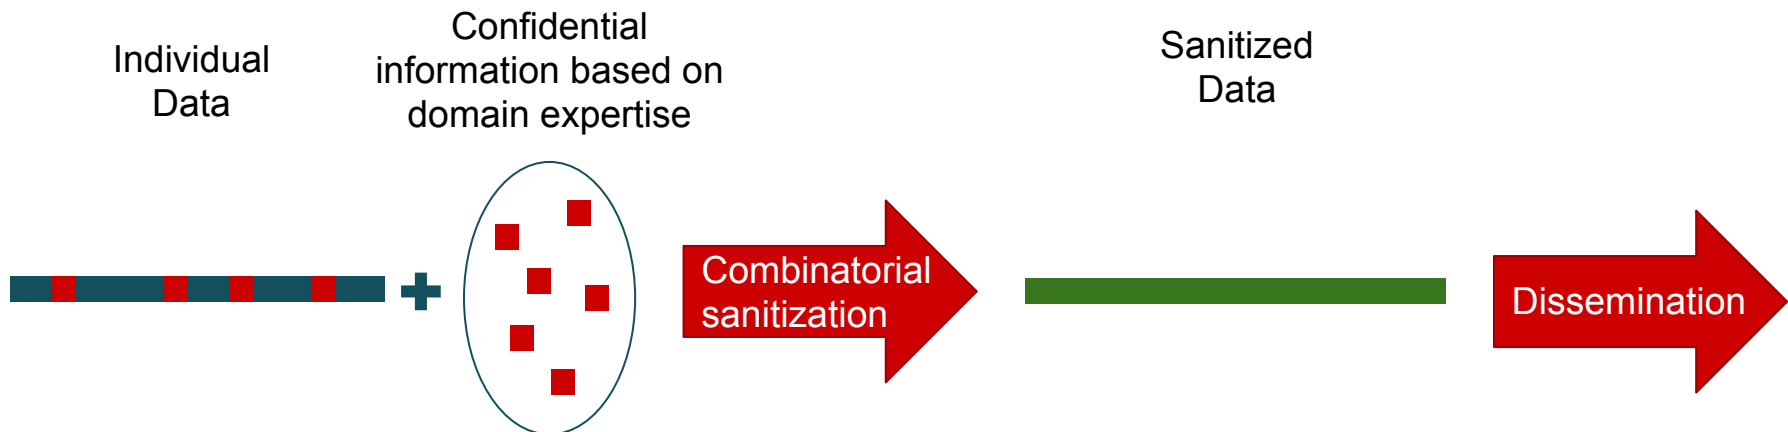 Individual
Data
Confidential
information based on
domain expertise
Sanitized
Data
Combinatorial
sanitization
Dissemination